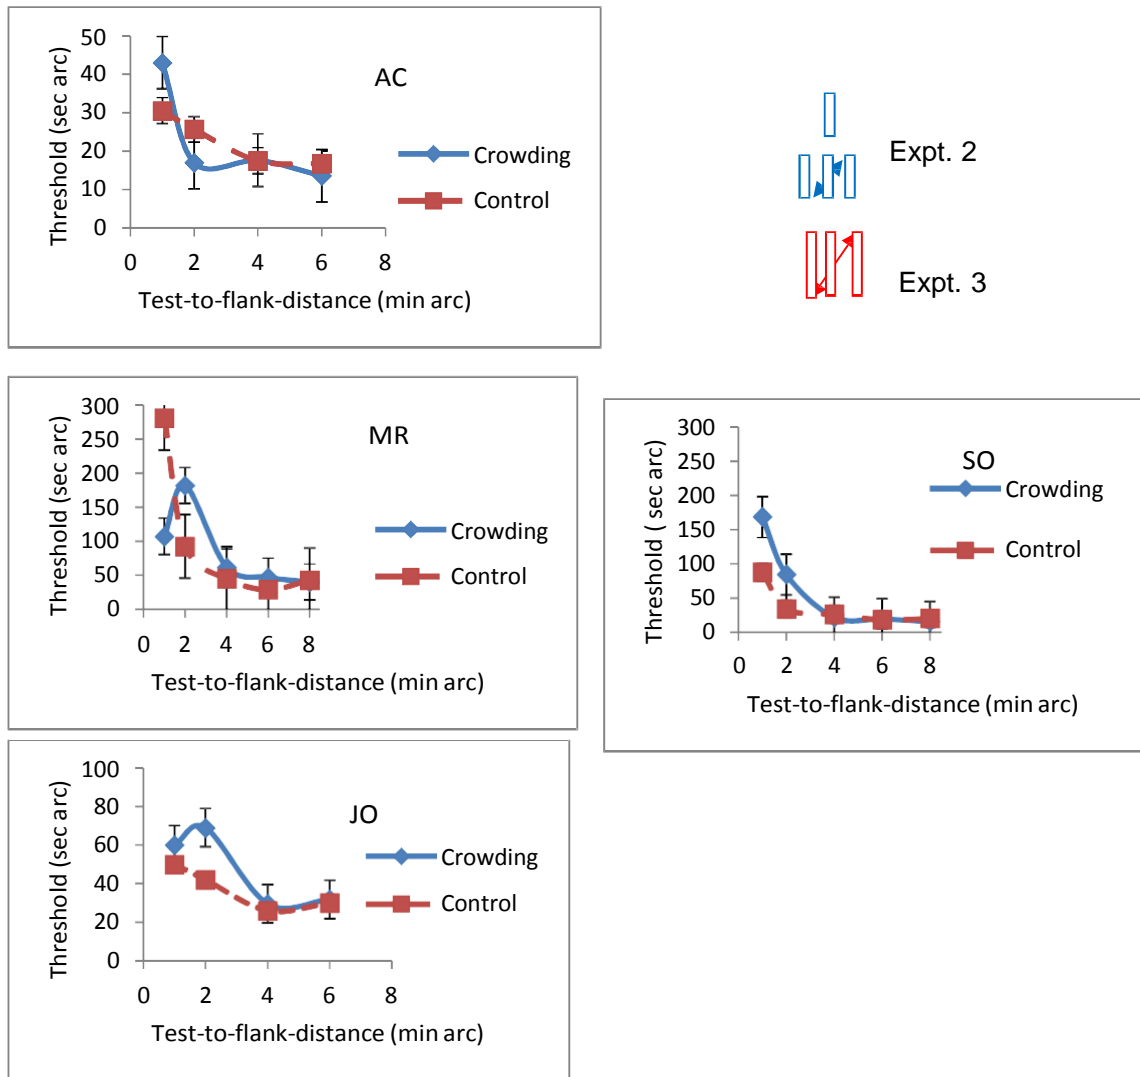 50
40
30
20
10
0
Threshold (sec arc)
AC
Crowding
Control
0 2 4 6 8
Test-to-flank-distance (min arc)
Expt. 2
Expt. 3
300
250
200
150
100
50
0
Threshold (sec arc)
MR
Crowding
Control
0 2 4 6 8
Test-to-flank-distance (min arc)
300
250
200
150
100
50
0
Threshold ( sec arc)
SO
Crowding
Control
0 2 4 6 8
Test-to-flank-distance (min arc)
100
80
60
40
20
0
Threshold (sec arc)
JO
Crowding
Control
0 2 4 6 8
Test-to-flank-distance (min arc)